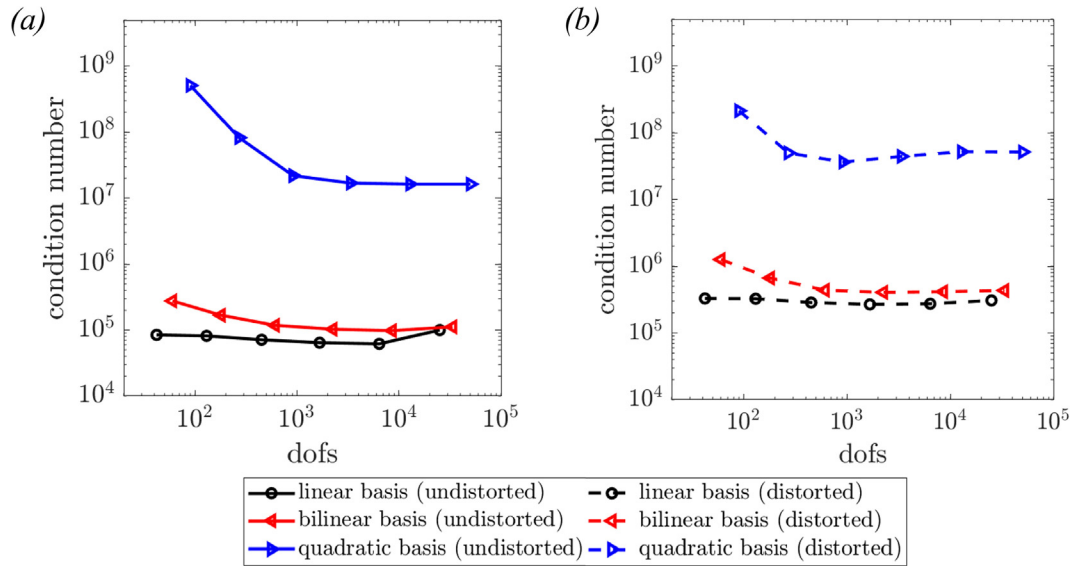 (a)
(b)
condition number
10^9
10^8
10^7
10^6
10^5
10^4
10^2 10^3 10^4 10^5
dofs
condition number
10^9
10^8
10^7
10^6
10^5
10^4
10^2 10^3 10^4 10^5
dofs
linear basis (undistorted) linear basis (distorted)
bilinear basis (undistorted) bilinear basis (distorted)
quadratic basis (undistorted) quadratic basis (distorted)